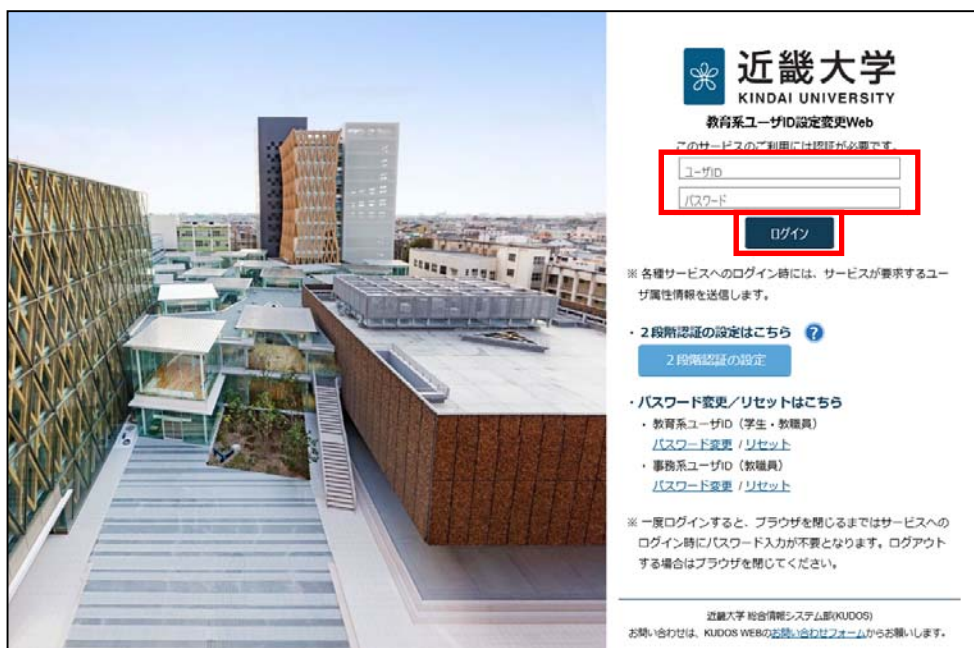 近畿大学
KINDAI UNIVERSITY
教育系ユーザID設定変更Web
このサービスのご利用には認証が必要です。
ユーザID
パスワード
ログイン
※ 各種サービスへのログイン時には、サービスが要求するユー
ザ属性情報を送信します。
・2段階認証の設定はこちら ?
2段階認証の設定
・パスワード変更／リセットはこちら
・ 教育系ユーザID（学生・教職員）
パスワード変更 / リセット
・ 事務系ユーザID（教職員）
パスワード変更 / リセット
※ 一度ログインすると、ブラウザを閉じるまではサービスへの
ログイン時にパスワード入力が不要となります。ログアウト
する場合はブラウザを閉じてください。
近畿大学 総合情報システム部(KUDOS)
お問い合わせは、KUDOS WEBのお問い合わせフォームからお願いします。